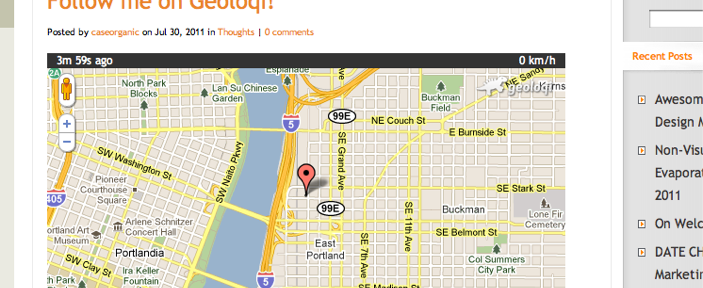 Follow me on Geoloqi!
Posted by caseorganic on Jul 30, 2011 in Thoughts | 0 comments
3m 59s ago
0 km/h
North Park
Blocks
Lan Su Chinese
Garden
Esplanade
5
99E
Buckman
Field
NE Sandy
geoloqi
NE Couch St
E Burnside St
SW Washington St
SW Naito Pkwy
SE Grand Ave
Pioneer
Courthouse
Square
405
SE Stark St
99E
Buckman
Lone Fir
Cemetery
Arlene Schnitzer
Concert Hall
ortland Art
Museum
Portlandia
SW Clay St
Ira Keller
Fountain
East
Portland
SE 7th Ave
SE 11th Ave
SE Belmont St
Col Summers
City Park
5
SE Madison St
Recent Posts
Awesom
Design M
Non-Visu
Evaporat
2011
On Welc
DATE CH
Marketin